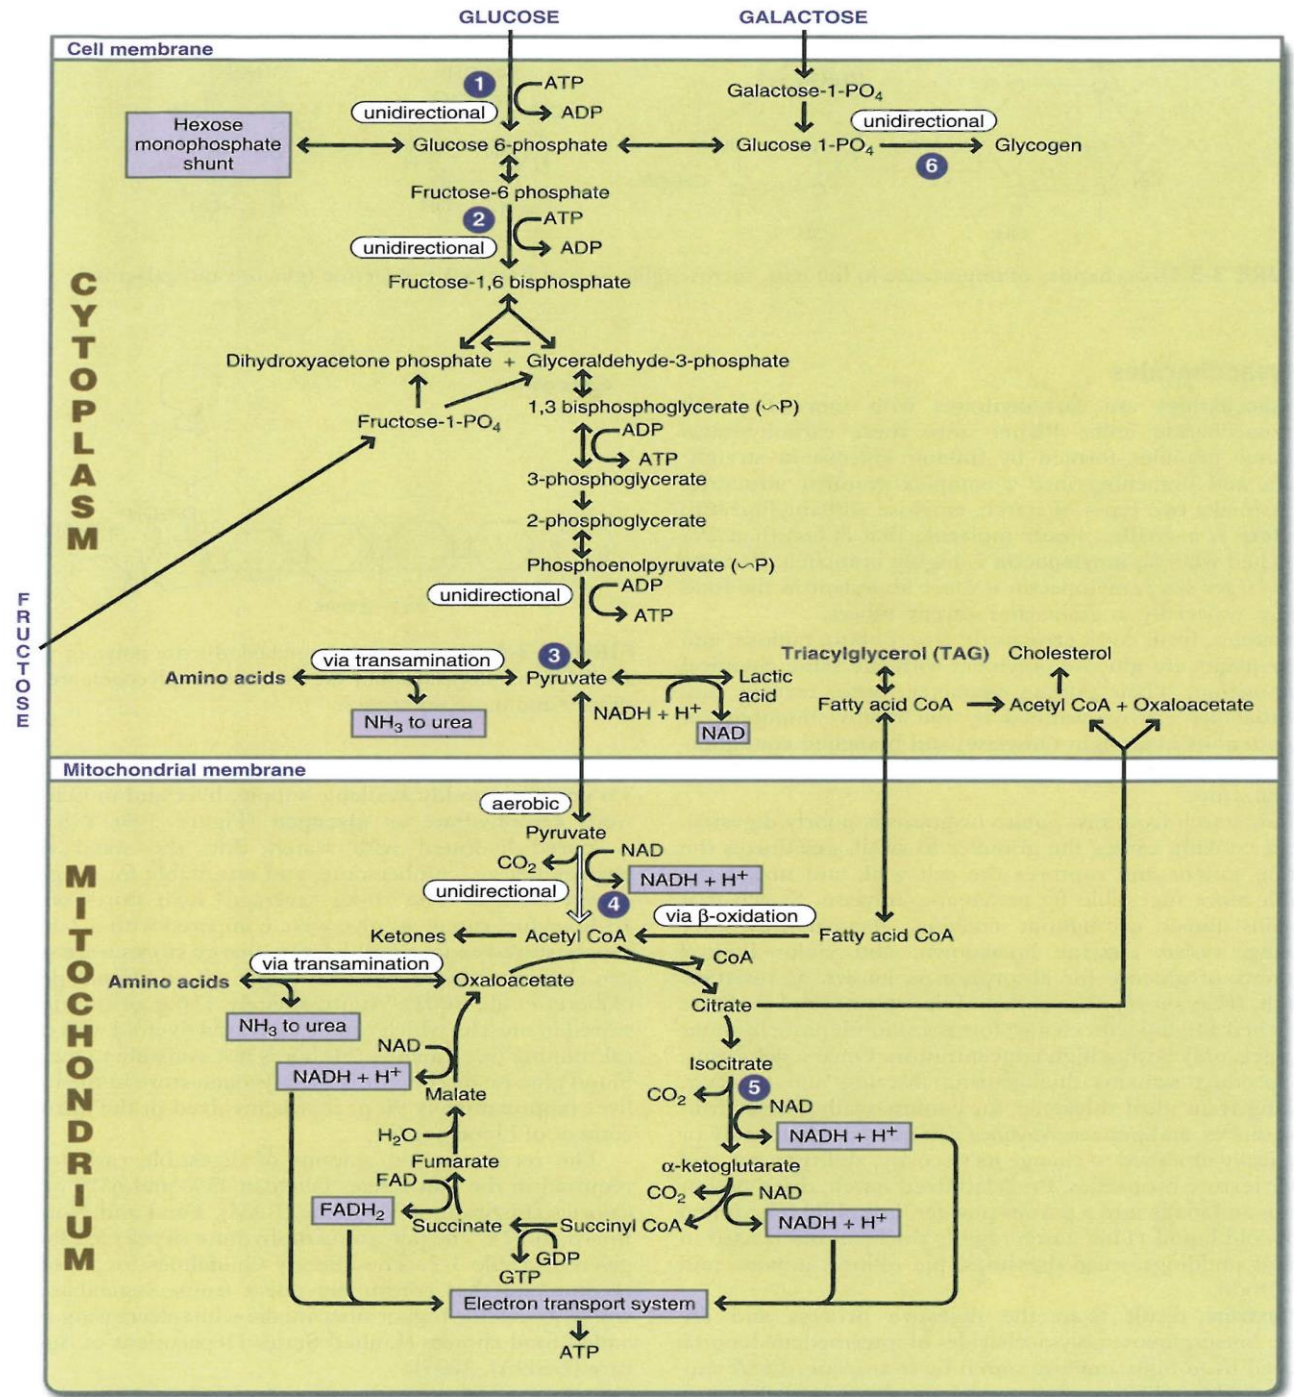 GLUCOSE
GALACTOSE
Cell membrane
1
ATP
unidirectional
ADP
Galactose-1-PO4
unidirectional
Hexose
monophosphate
shunt
Glucose 6-phosphate
Glucose 1-PO4
Glycogen
6
Fructose-6 phosphate
2
ATP
unidirectional
ADP
Fructose-1,6 bisphosphate
CYTOPLASM
Dihydroxyacetone phosphate + Glyceraldehyde-3-phosphate
1,3 bisphosphoglycerate (~P)
Fructose-1-PO4
ADP
ATP
3-phosphoglycerate
2-phosphoglycerate
Phosphoenolpyruvate (~P)
unidirectional
ADP
ATP
FRUCTOSE
3
via transamination
Amino acids
Pyruvate
Lactic
acid
NH3 to urea
NADH + H+
NAD
Triacylglycerol (TAG)
Cholesterol
Fatty acid CoA
Acetyl CoA + Oxaloacetate
Mitochondrial membrane
MITOCHONDRIUM
aerobic
Pyruvate
CO2
NAD
unidirectional
NADH + H+
4
via β-oxidation
Ketones
Acetyl CoA
Fatty acid CoA
CoA
via transamination
Amino acids
Oxaloacetate
Citrate
NH3 to urea
NAD
NADH + H+
Malate
Isocitrate
CO2
5
NAD
NADH + H+
H2O
Fumarate
α-ketoglutarate
FAD
FADH2
CO2
NAD
NADH + H+
Succinate
Succinyl CoA
GDP
GTP
Electron transport system
ATP